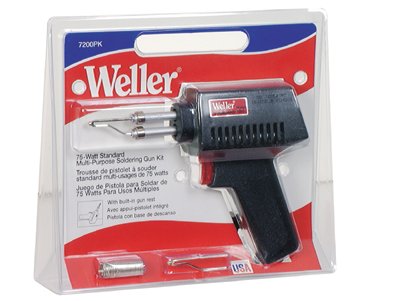 7200PK
Weller
Weller
75-Watt Standard
Multi-Purpose Soldering Gun Kit
Trousse de pistolet à souder
standard multi-usages de 75 watts
Juego de Pistola para Soldar de
75 Watts Para Usos Múltiples
With built-in gun rest
Avec appui-pistolet intégré
Pistola con base de descanso
USA